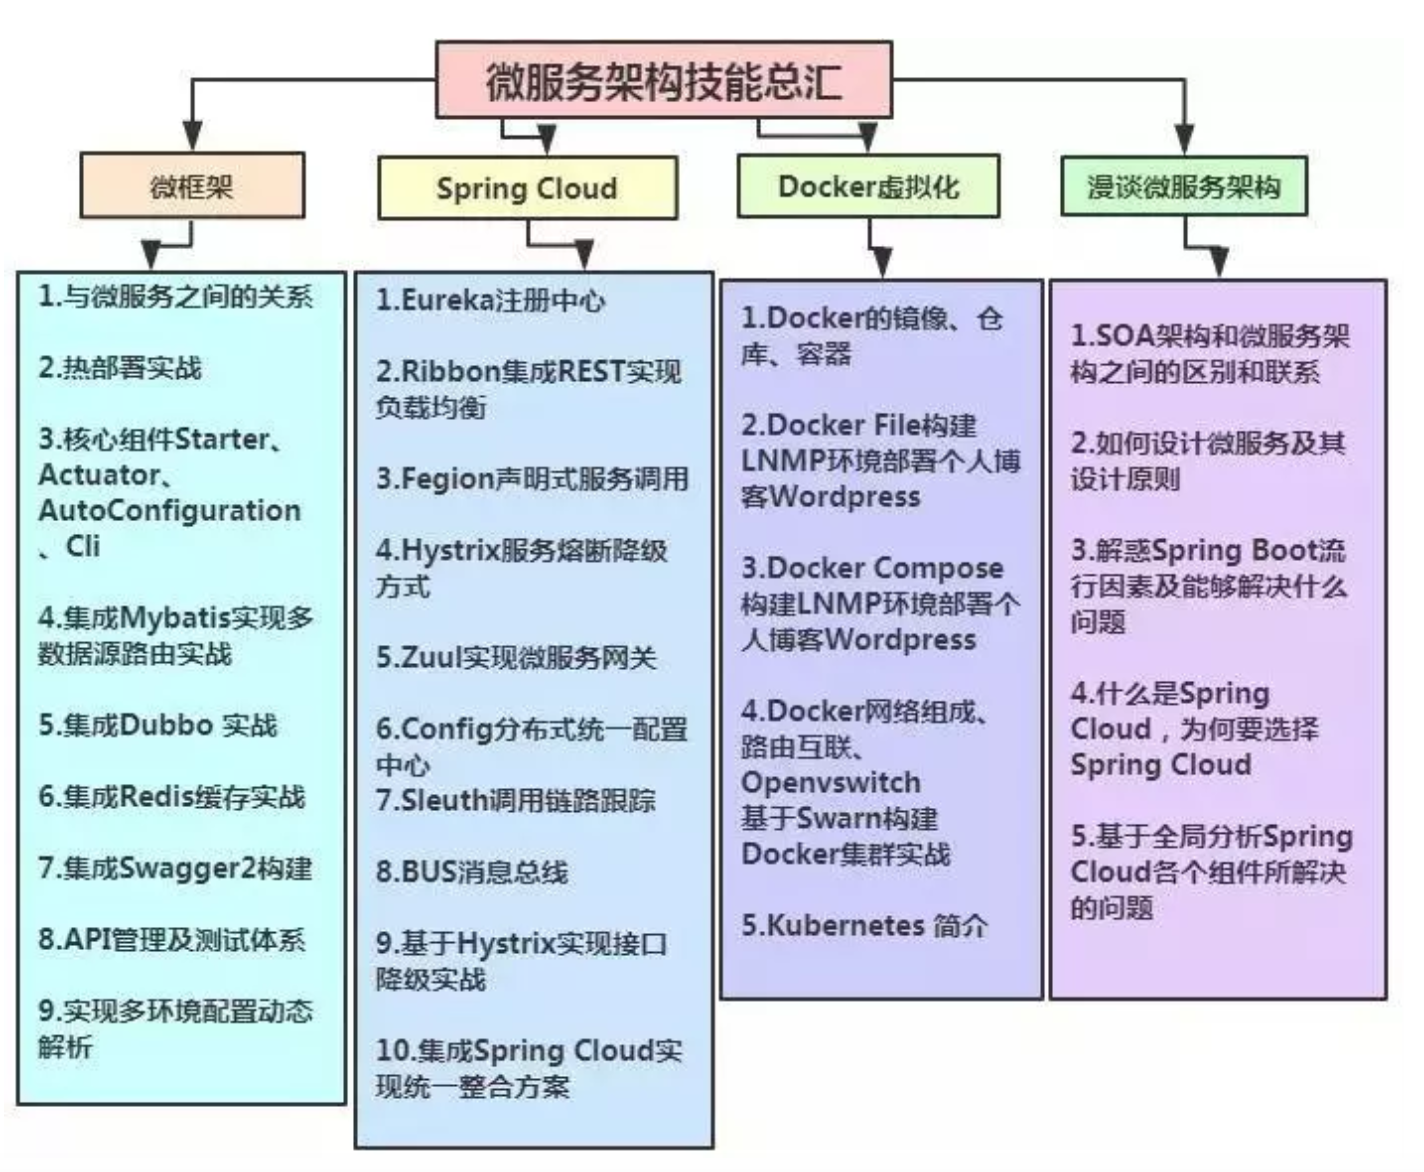 微服务架构技能总汇
微框架
Spring Cloud
Docker虚拟化
漫谈微服务架构
1.与微服务之间的关系
2.热部署实战
3.核心组件Starter、
Actuator、
AutoConfiguration
、Cli
4.集成Mybatis实现多
数据源路由实战
5.集成Dubbo 实战
6.集成Redis缓存实战
7.集成Swagger2构建
8.API管理及测试体系
9.实现多环境配置动态
解析
1.Eureka注册中心
2.Ribbon集成REST实现
负载均衡
3.Fegion声明式服务调用
4.Hystrix服务熔断降级
方式
5.Zuul实现微服务网关
6.Config分布式统一配置
中心
7.Sleuth调用链路跟踪
8.BUS消息总线
9.基于Hystrix实现接口
降级实战
10.集成Spring Cloud实
现统一整合方案
1.Docker的镜像、仓
库、容器
2.Docker File构建
LNMP环境部署个人博
客Wordpress
3.Docker Compose
构建LNMP环境部署个
人博客Wordpress
4.Docker网络组成、
路由互联、
Openvswitch
基于Swarn构建
Docker集群实战
5.Kubernetes 简介
1.SOA架构和微服务架
构之间的区别和联系
2.如何设计微服务及其
设计原则
3.解惑Spring Boot流
行因素及能够解决什么
问题
4.什么是Spring
Cloud，为何要选择
Spring Cloud
5.基于全局分析Spring
Cloud各个组件所解决
的问题